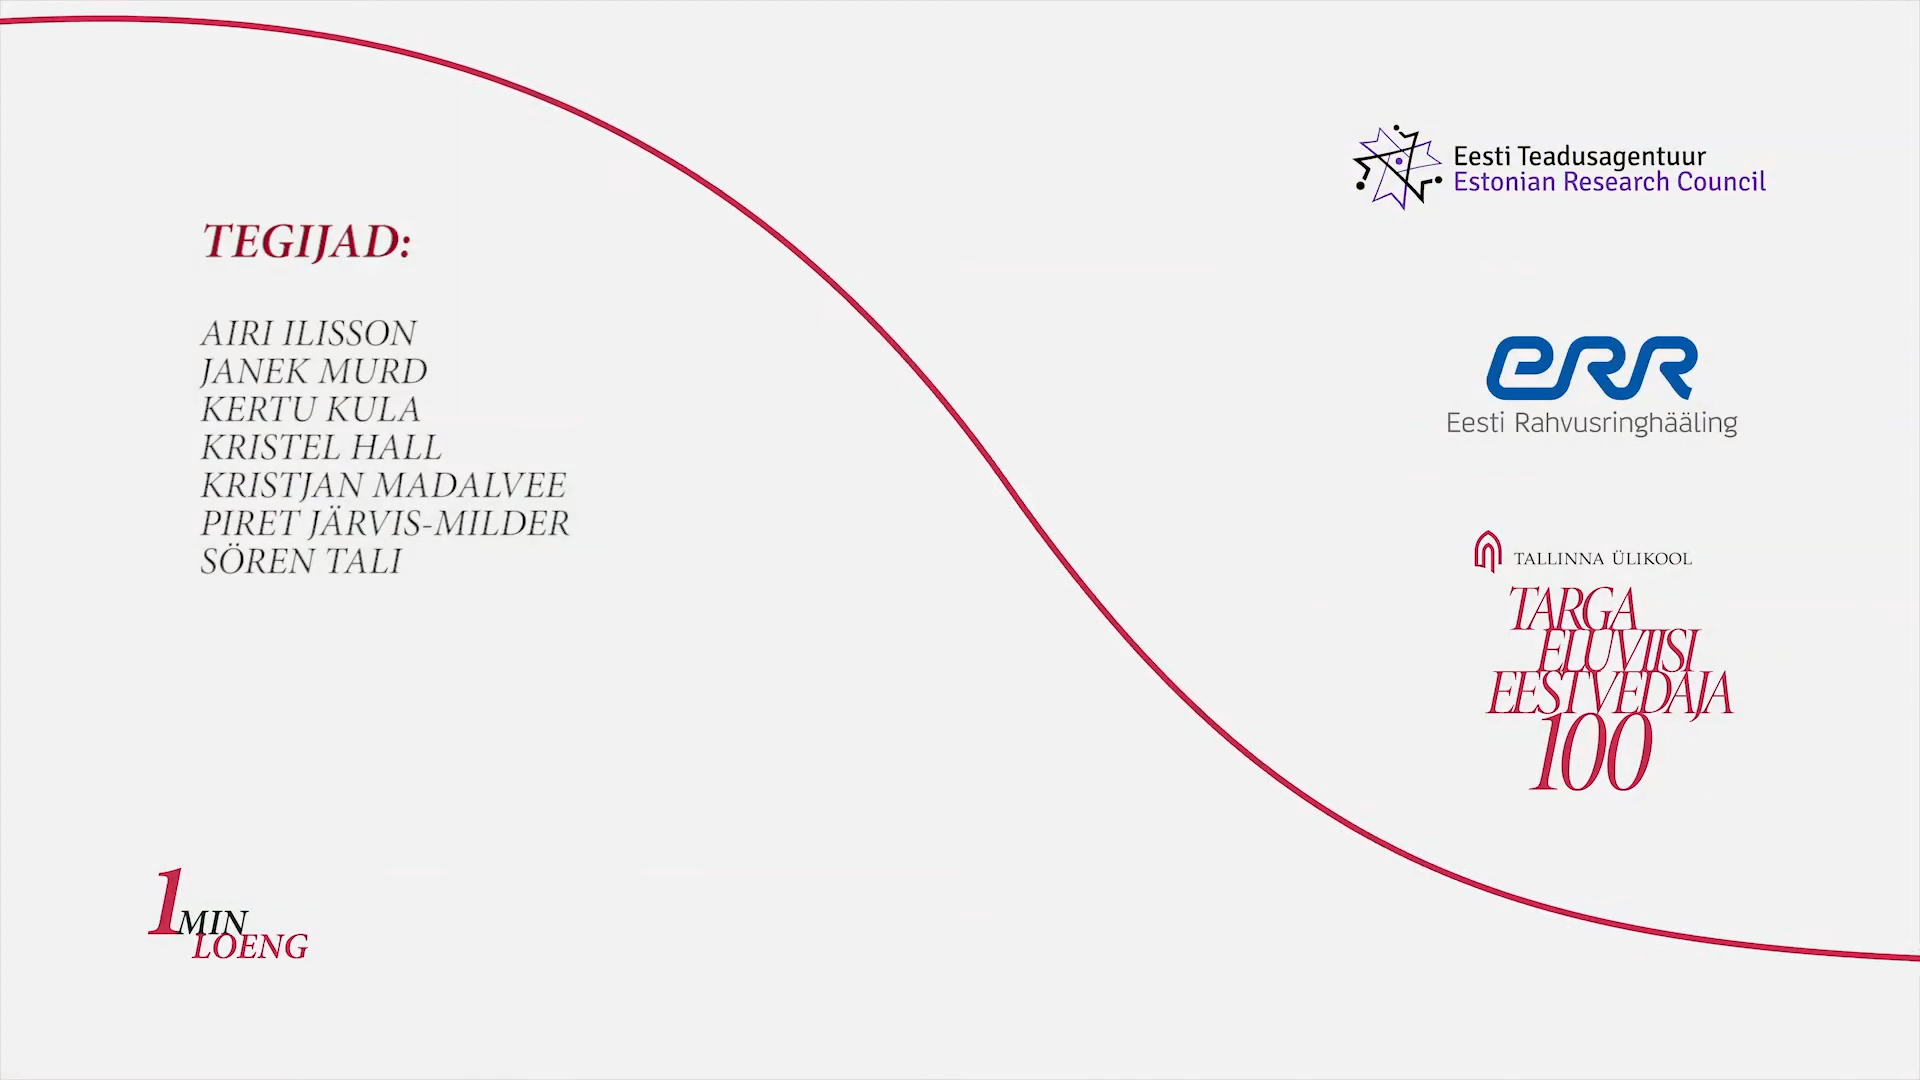 TEGIJAD:
AIRI ILISSON
JANEK MURD
KERTU KULA
KRISTEL HALL
KRISTJAN MADALVEE
PIRET JÄRVIS-MILDER
SÖREN TALI
1 MIN
LOENG
Eesti Teadusagentuur
Estonian Research Council
eRR
Eesti Rahvusringhääling
TALLINNA ÜLIKOOL
TARGA
ELUVIISI
EESTVEDAJA
100